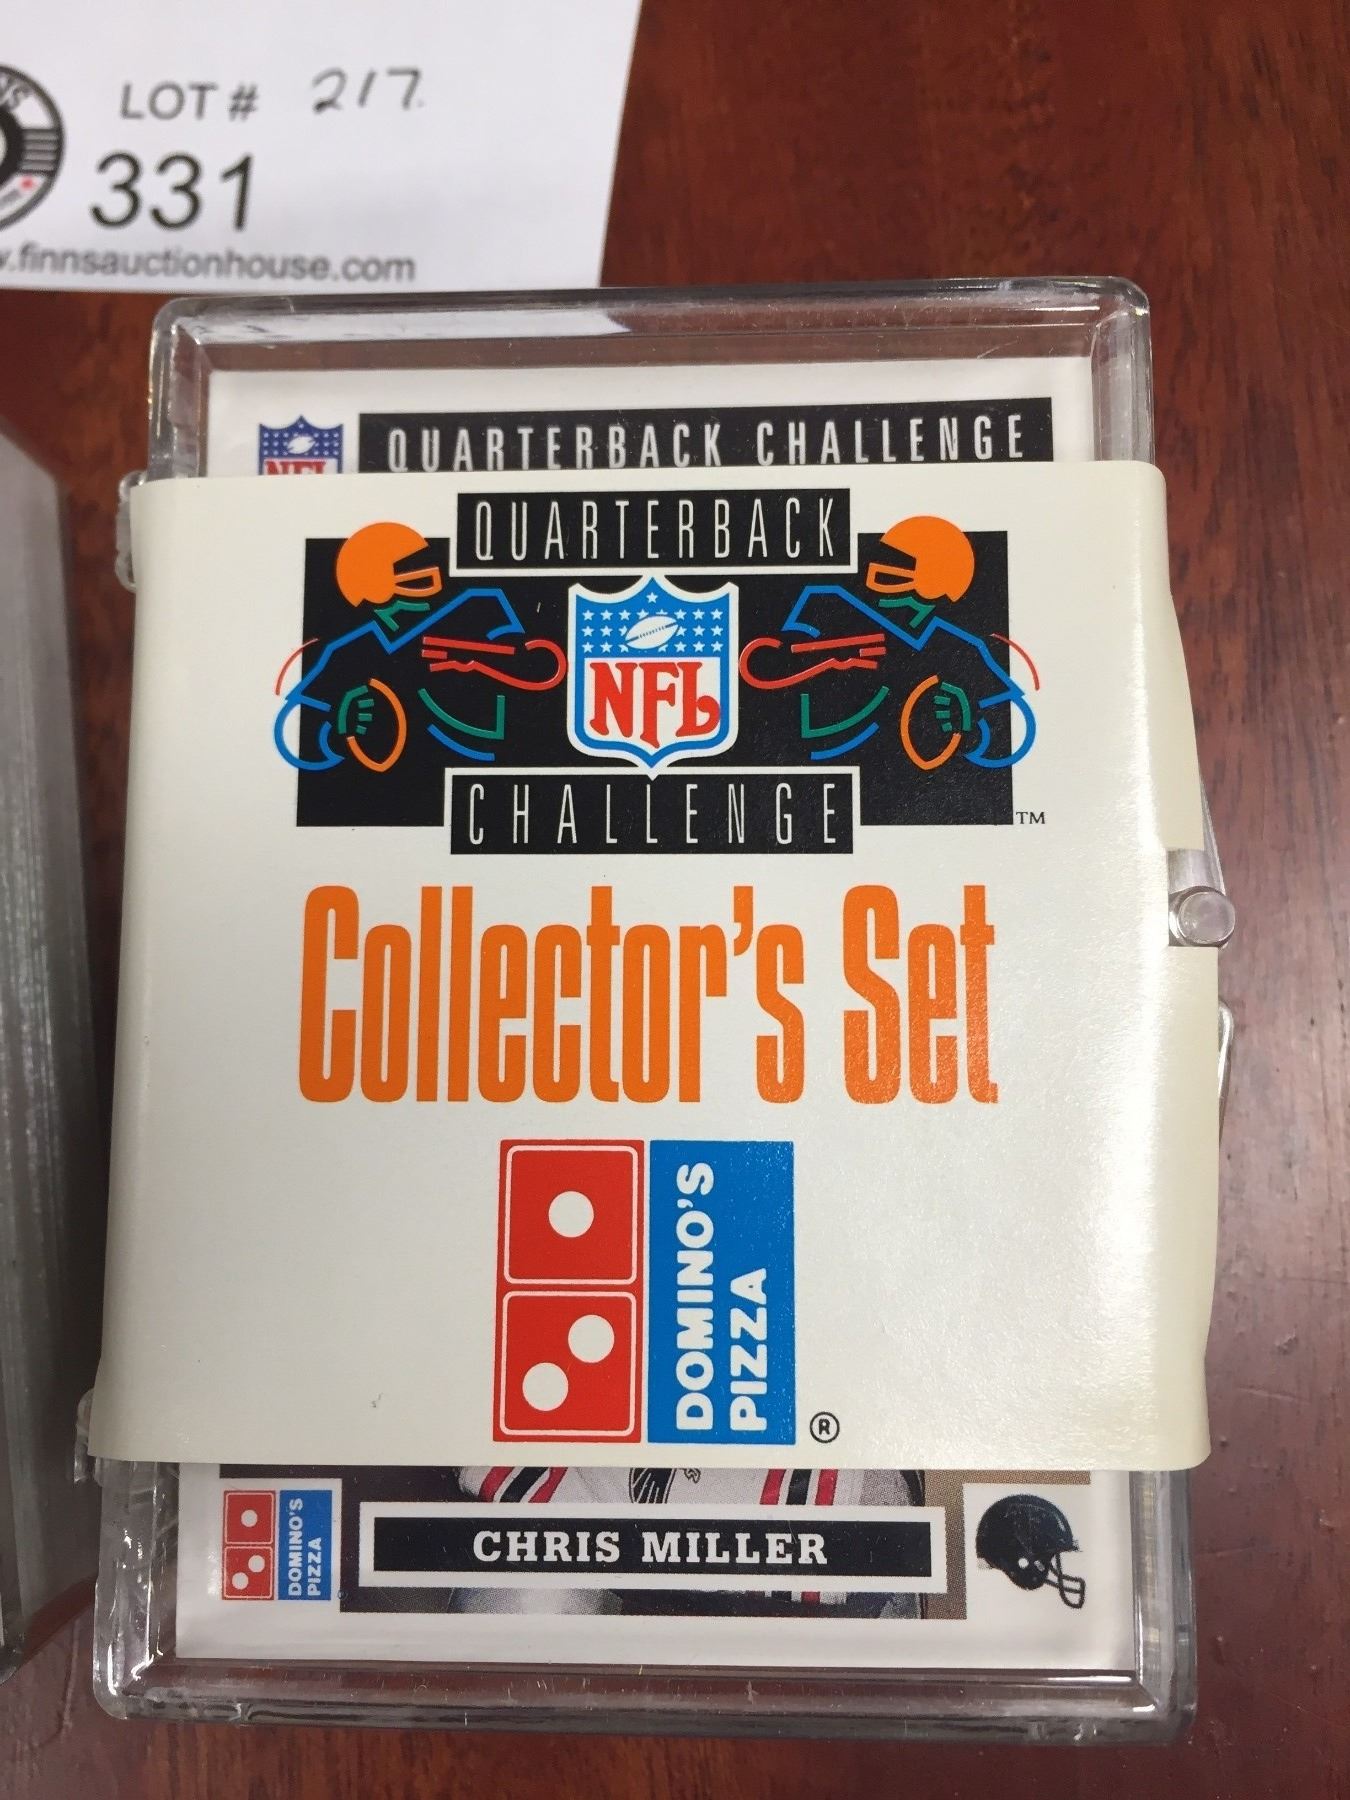 LOT # 217.
331
.finnsauctionhouse.com
QUARTERBACK CHALLENGE
NFL
QUARTERBACK
NFL
CHALLENGE
TM
Collector's Set
DOMINO'S
PIZZA
®
DOMINO'S
PIZZA
CHRIS MILLER